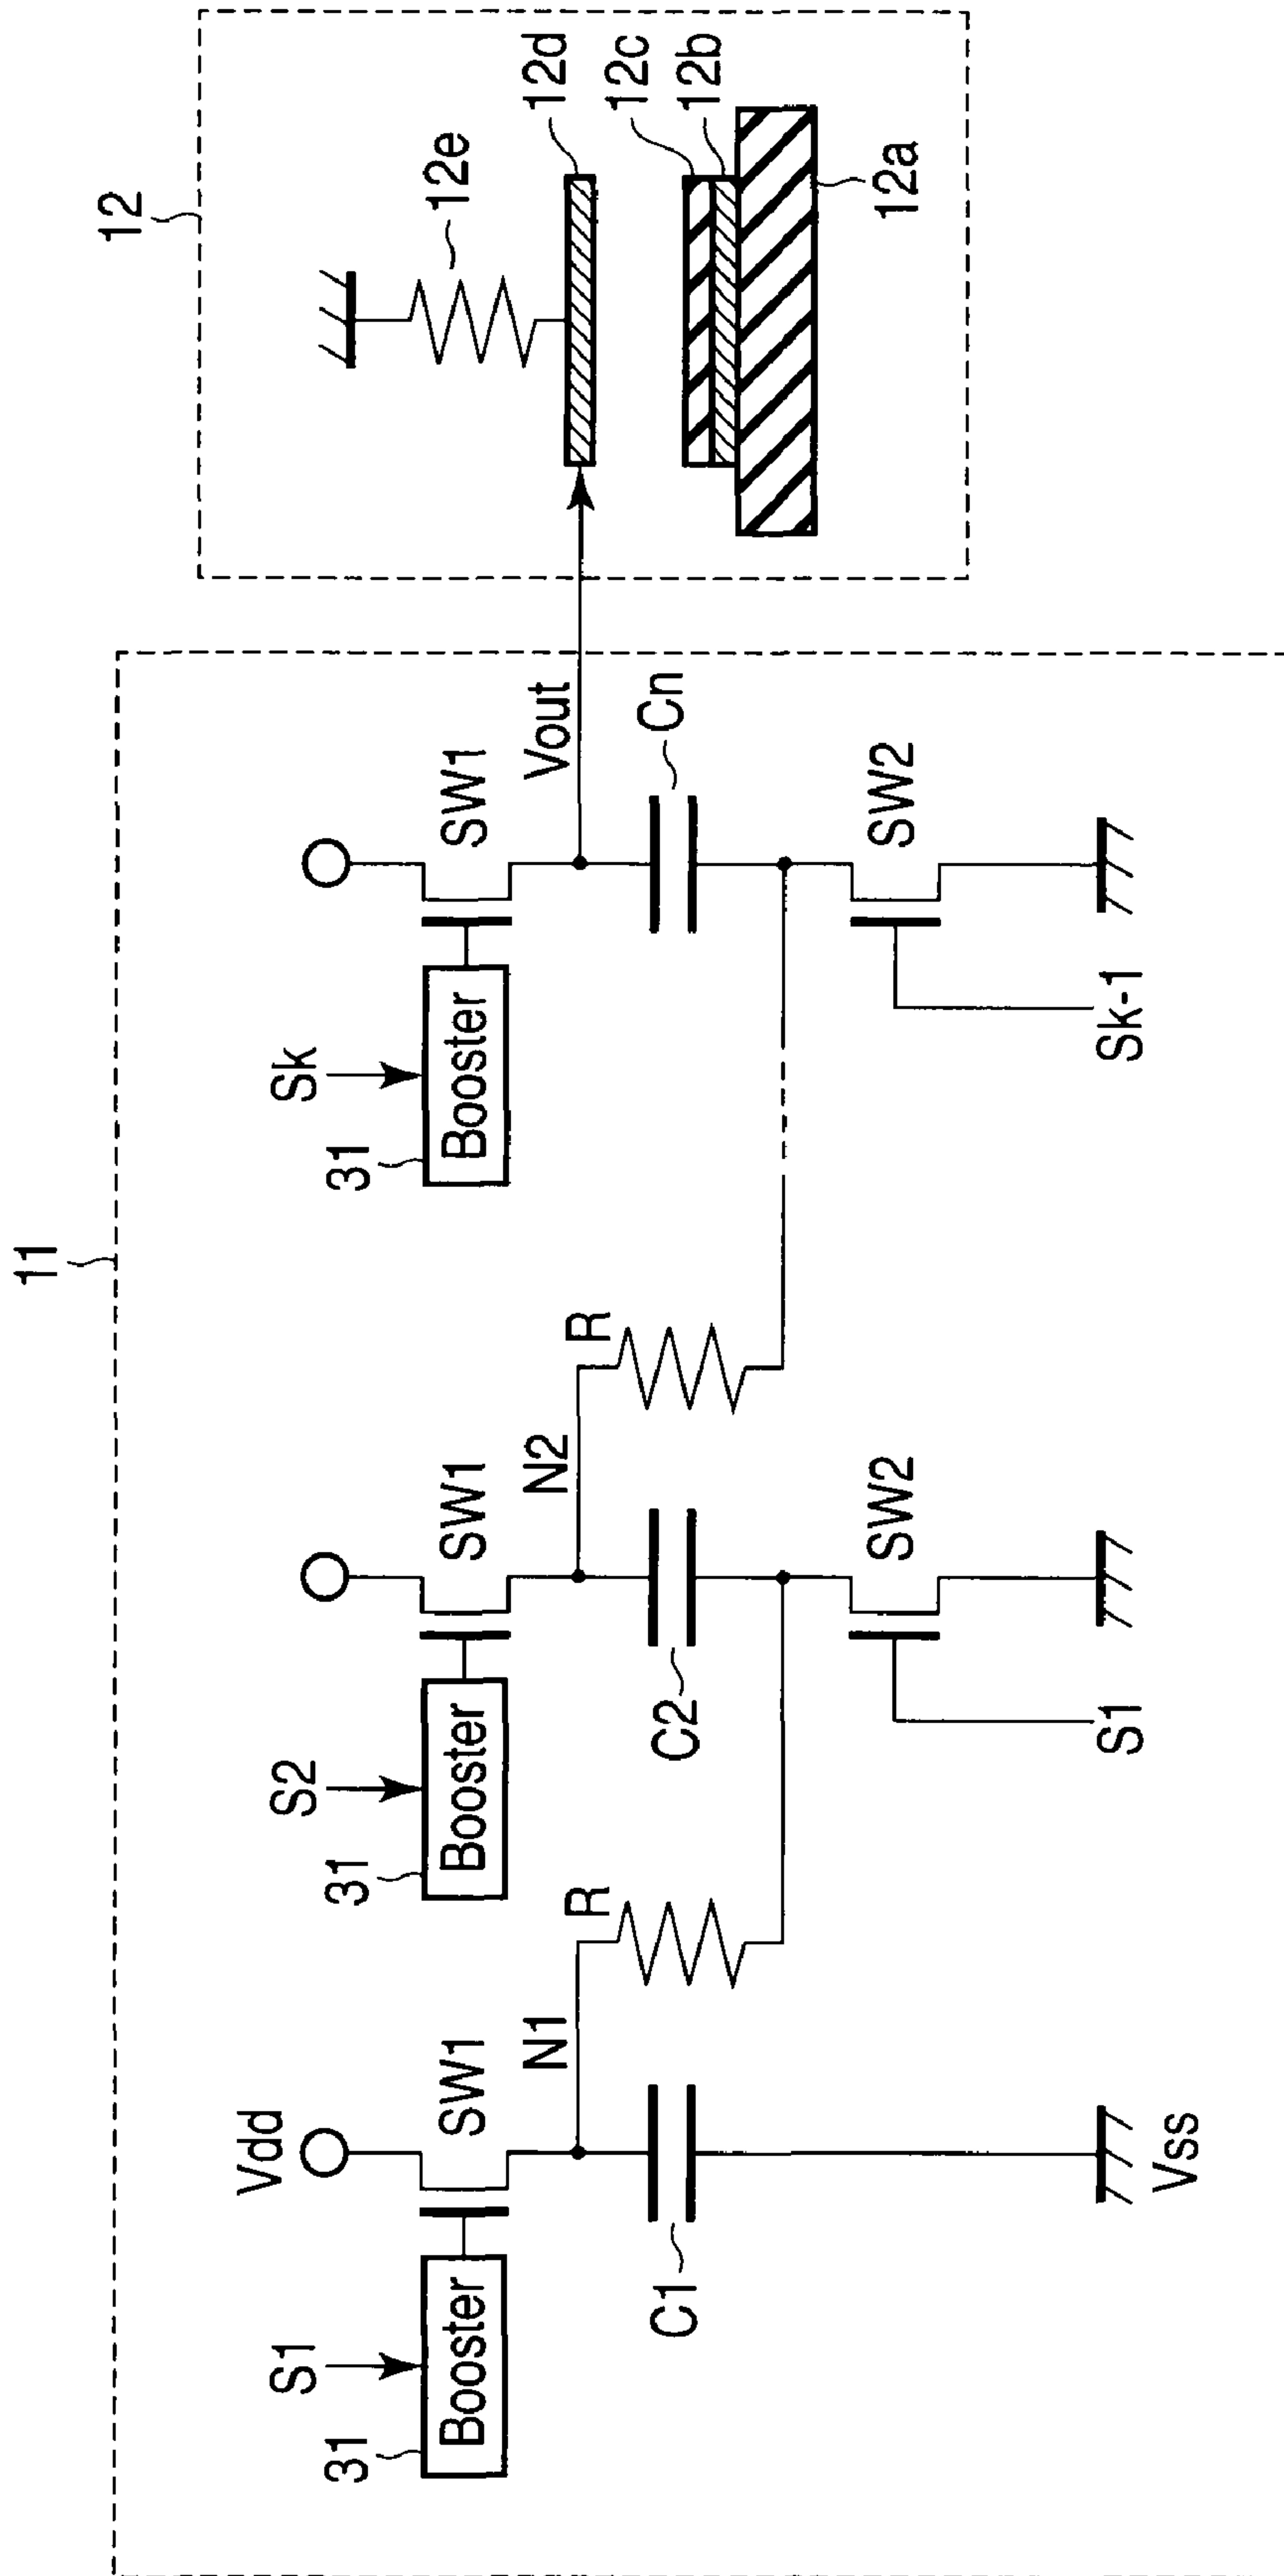 11
12
Vdd
S1
31
Booster
SW1
N1
R
C1
Vss
S2
31
Booster
SW1
N2
R
C2
SW2
S1
Sk
31
Booster
SW1
Vout
Cn
SW2
Sk-1
12e
12d
12c
12b
12a